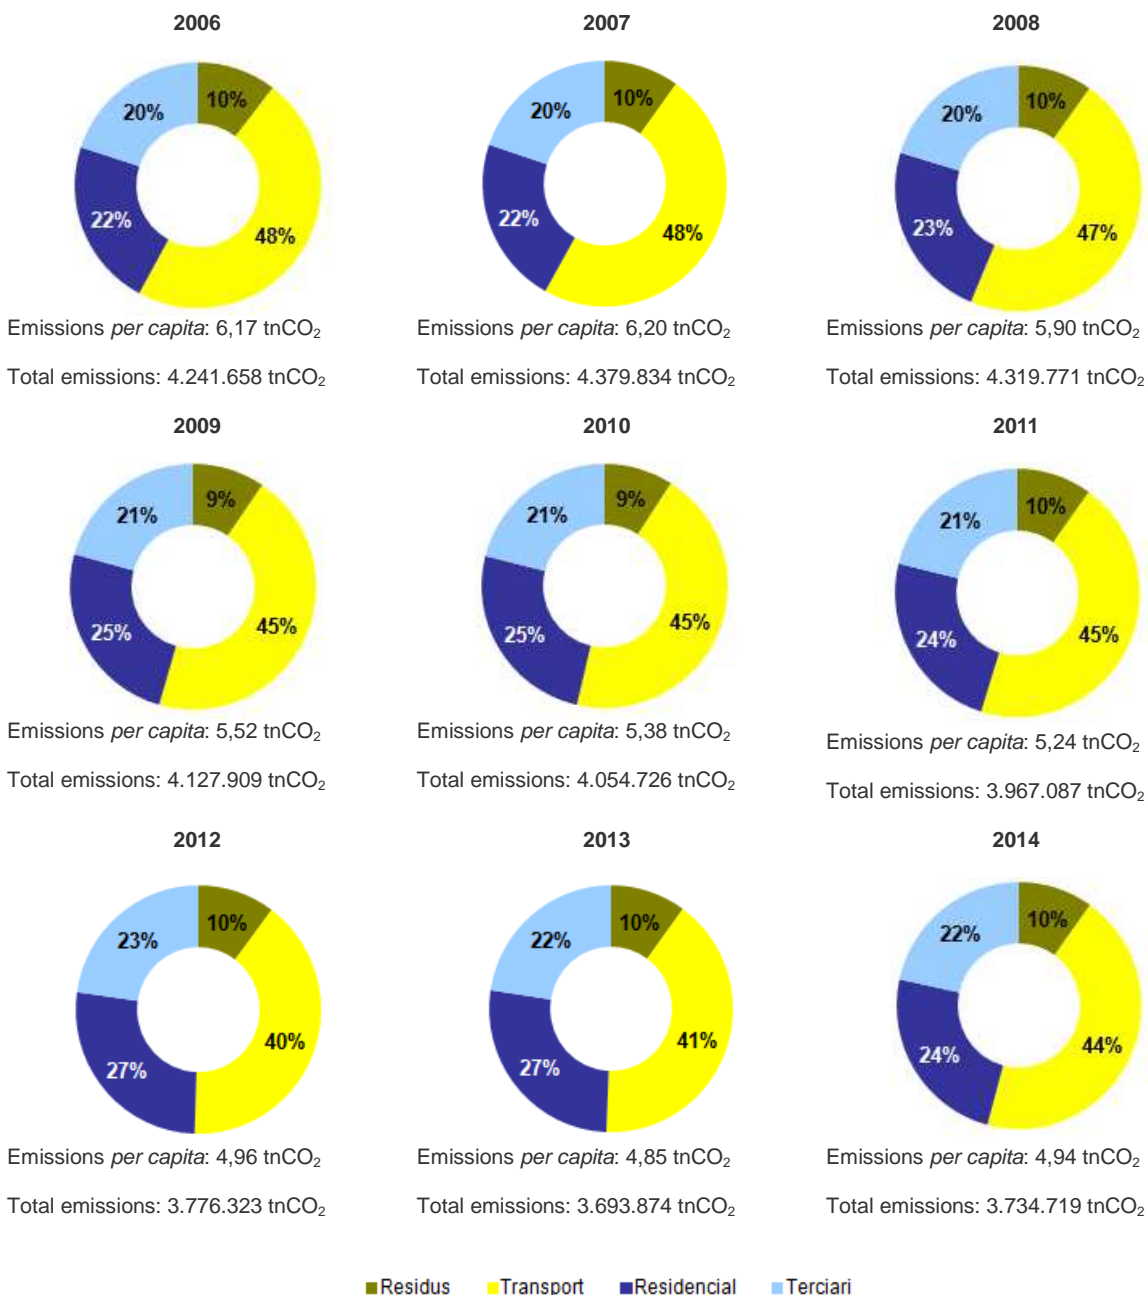 2006 2007 2008
10% 48% 22% 20%
10% 48% 22% 20%
10% 47% 23% 20%
Emissions per capita: 6,17 tnCO₂
Total emissions: 4.241.658 tnCO₂
Emissions per capita: 6,20 tnCO₂
Total emissions: 4.379.834 tnCO₂
Emissions per capita: 5,90 tnCO₂
Total emissions: 4.319.771 tnCO₂
2009 2010 2011
9% 45% 25% 21%
9% 45% 25% 21%
10% 45% 24% 21%
Emissions per capita: 5,52 tnCO₂
Total emissions: 4.127.909 tnCO₂
Emissions per capita: 5,38 tnCO₂
Total emissions: 4.054.726 tnCO₂
Emissions per capita: 5,24 tnCO₂
Total emissions: 3.967.087 tnCO₂
2012 2013 2014
10% 40% 27% 23%
10% 41% 27% 22%
10% 44% 24% 22%
Emissions per capita: 4,96 tnCO₂
Total emissions: 3.776.323 tnCO₂
Emissions per capita: 4,85 tnCO₂
Total emissions: 3.693.874 tnCO₂
Emissions per capita: 4,94 tnCO₂
Total emissions: 3.734.719 tnCO₂
Residus Transport Residencial Terciari